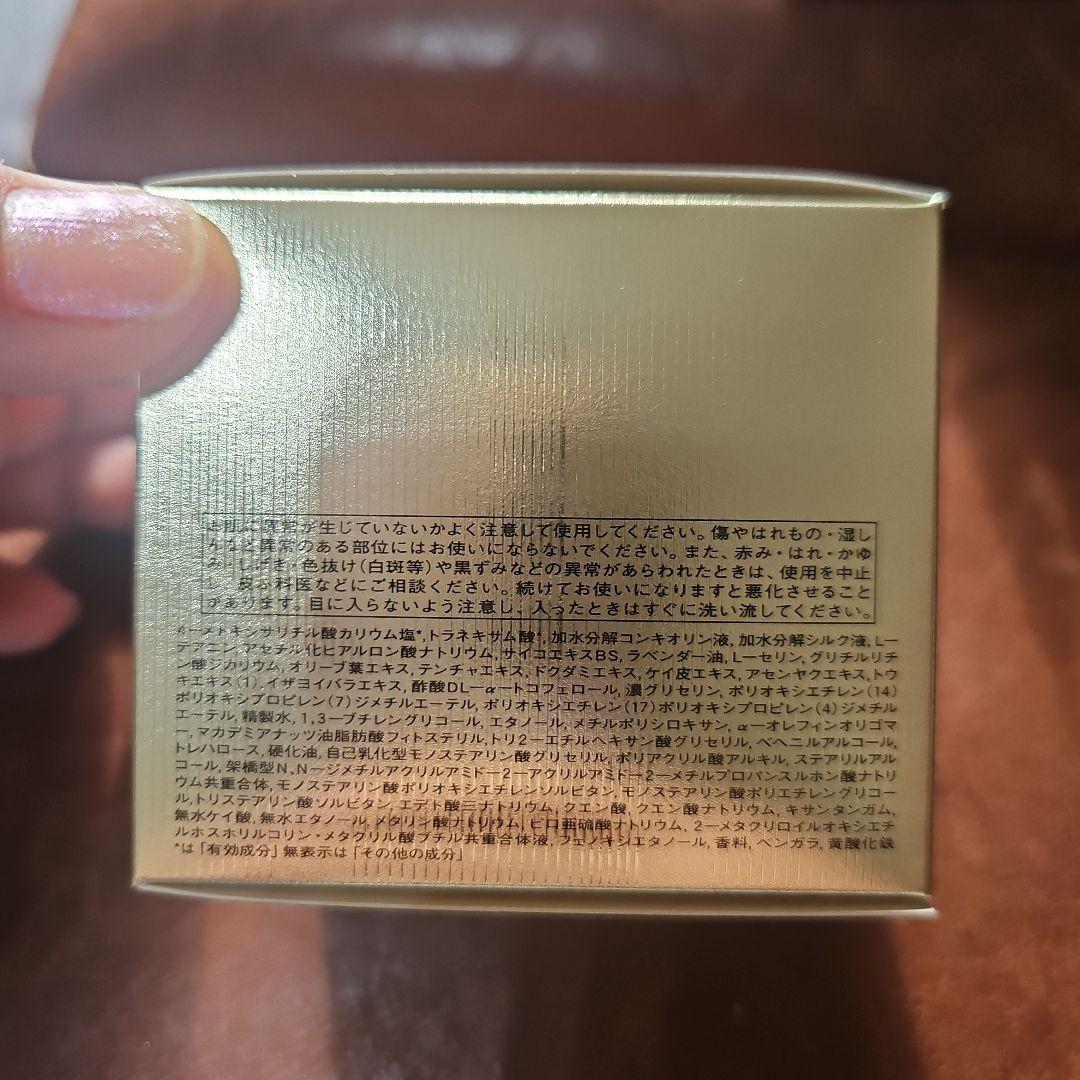 お肌に異常が生じていないかよく注意して使用してください。傷やはれもの・湿し
んなど異常のある部位にはお使いにならないでください。また、赤み・はれ・かゆ
み・しげき・色抜け(白斑等)や黒ずみなどの異常があらわれたときは、使用を中止
し、皮ふ科医などにご相談ください。続けてお使いになりますと悪化させること
があります。目に入らないよう注意し、入ったときはすぐに洗い流してください。
4-メトキシサリチル酸カリウム塩*,トラネキサム酸*,加水分解コンキオリン液,加水分解シルク液,L-
テアニン,アセチル化ヒアルロン酸ナトリウム,サイコエキスBS,ラベンダー油,L-セリン,グリチルリチ
ン酸ジカリウム,オリーブ葉エキス,テンチャエキス,ドクダミエキス,ケイ皮エキス,アセンヤクエキス,トウ
キエキス(1),イザヨイバラエキス,酢酸DL-α-トコフェロール,濃グリセリン,ポリオキシエチレン(14)
ポリオキシプロピレン(7)ジメチルエーテル,ポリオキシエチレン(17)ポリオキシプロピレン(4)ジメチル
エーテル,精製水,1,3-ブチレングリコール,エタノール,メチルポリシロキサン,α-オレフィンオリゴマ
ー,マカデミアナッツ油脂肪酸フィトステリル,トリ2-エチルヘキサン酸グリセリル,ベヘニルアルコール,
トレハロース,硬化油,自己乳化型モノステアリン酸グリセリル,ポリアクリル酸アルキル,ステアリルアル
コール,架橋型N,N-ジメチルアクリルアミド-2-アクリルアミド-2-メチルプロパンスルホン酸ナトリ
ウム共重合体,モノステアリン酸ポリオキシエチレンソルビタン,モノステアリン酸ポリエチレングリコー
ル,トリステアリン酸ソルビタン,エデト酸三ナトリウム,クエン酸,クエン酸ナトリウム,キサンタンガム,
無水ケイ酸,無水エタノール,メタリン酸ナトリウム,ピロ亜硫酸ナトリウム,2-メタクリロイルオキシエチ
ルホスホリルコリン・メタクリル酸ブチル共重合体液,フェノキシエタノール,香料,ベンガラ,黄酸化鉄
*は「有効成分」無表示は「その他の成分」